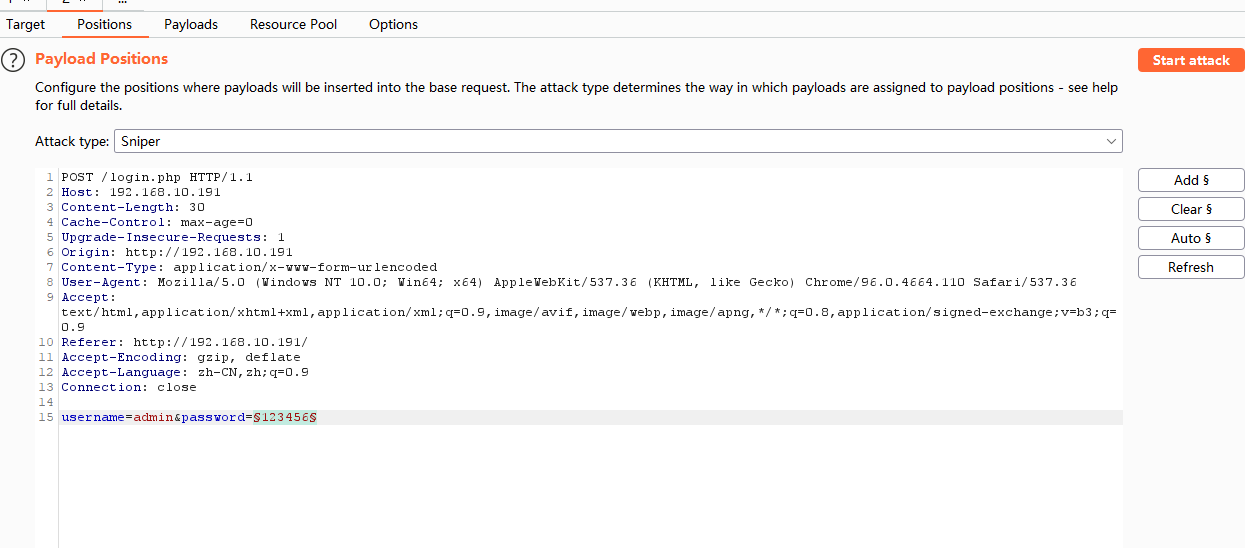 Target Positions Payloads Resource Pool Options
? Payload Positions
Start attack
Configure the positions where payloads will be inserted into the base request. The attack type determines the way in which payloads are assigned to payload positions - see help
for full details.
Attack type: Sniper
1 POST /login.php HTTP/1.1
2 Host: 192.168.10.191
3 Content-Length: 30
4 Cache-Control: max-age=0
5 Upgrade-Insecure-Requests: 1
6 Origin: http://192.168.10.191
7 Content-Type: application/x-www-form-urlencoded
8 User-Agent: Mozilla/5.0 (Windows NT 10.0; Win64; x64) AppleWebKit/537.36 (KHTML, like Gecko) Chrome/96.0.4664.110 Safari/537.36
9 Accept:
text/html,application/xhtml+xml,application/xml;q=0.9,image/avif,image/webp,image/apng,*/*;q=0.8,application/signed-exchange;v=b3;q=
0.9
10 Referer: http://192.168.10.191/
11 Accept-Encoding: gzip, deflate
12 Accept-Language: zh-CN,zh;q=0.9
13 Connection: close
14
15 username=admin&password=§123456§
Add §
Clear §
Auto §
Refresh